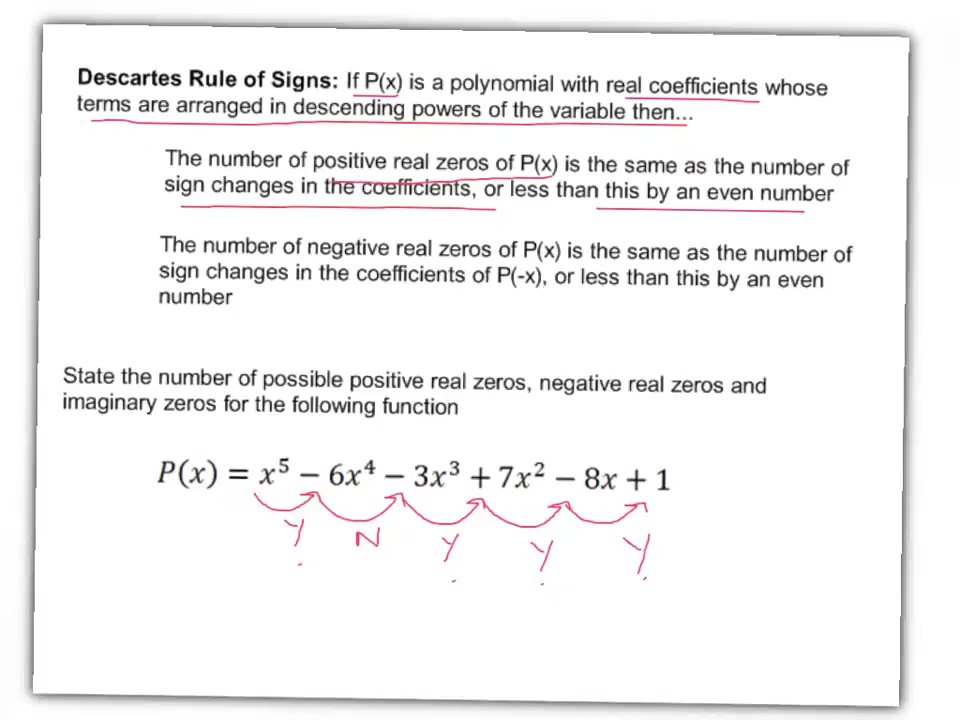 Descartes Rule of Signs: If P(x) is a polynomial with real coefficients whose
terms are arranged in descending powers of the variable then...
The number of positive real zeros of P(x) is the same as the number of
sign changes in the coefficients, or less than this by an even number
The number of negative real zeros of P(x) is the same as the number of
sign changes in the coefficients of P(-x), or less than this by an even
number
State the number of possible positive real zeros, negative real zeros and
imaginary zeros for the following function
P(x) = x⁵ − 6x⁴ − 3x³ + 7x² − 8x + 1
Y N Y Y Y